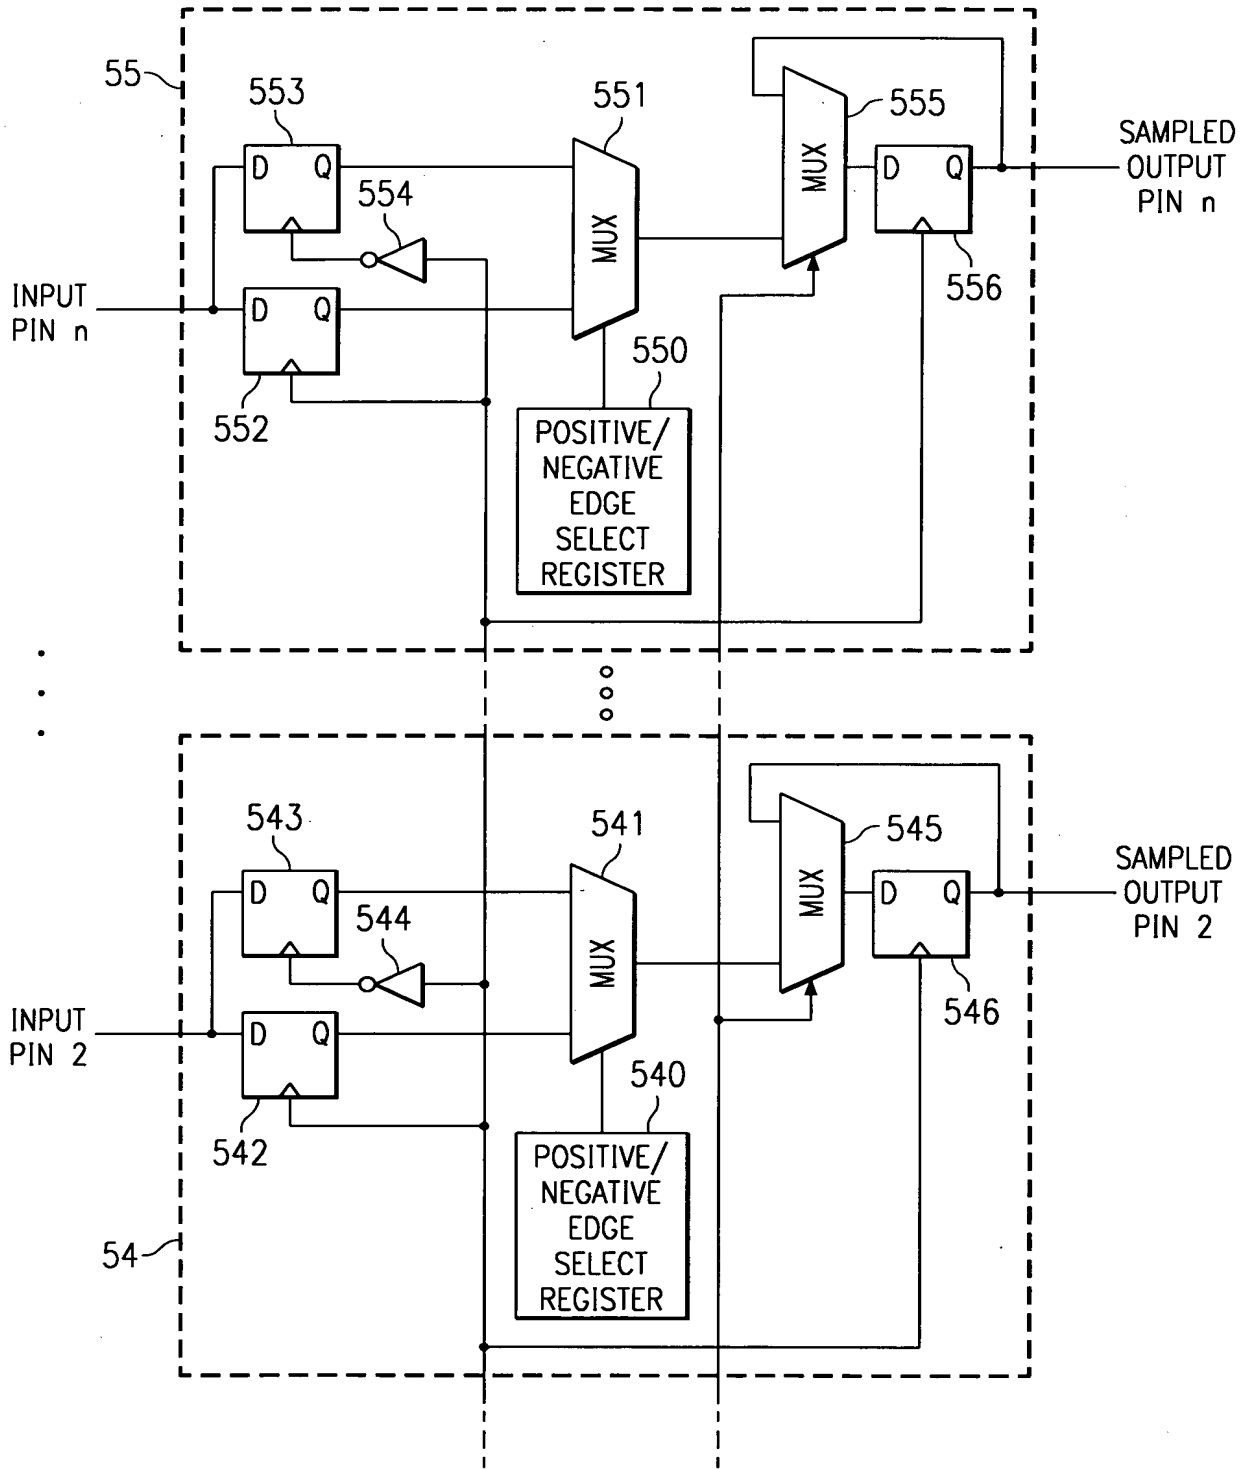 55
553
551
555
SAMPLED
OUTPUT
PIN n
D Q
554
MUX
MUX
D Q
556
INPUT
PIN n
D Q
552
550
POSITIVE/
NEGATIVE
EDGE
SELECT
REGISTER
543
541
545
SAMPLED
OUTPUT
PIN 2
D Q
544
MUX
MUX
D Q
546
INPUT
PIN 2
D Q
542
540
POSITIVE/
NEGATIVE
EDGE
SELECT
REGISTER
54